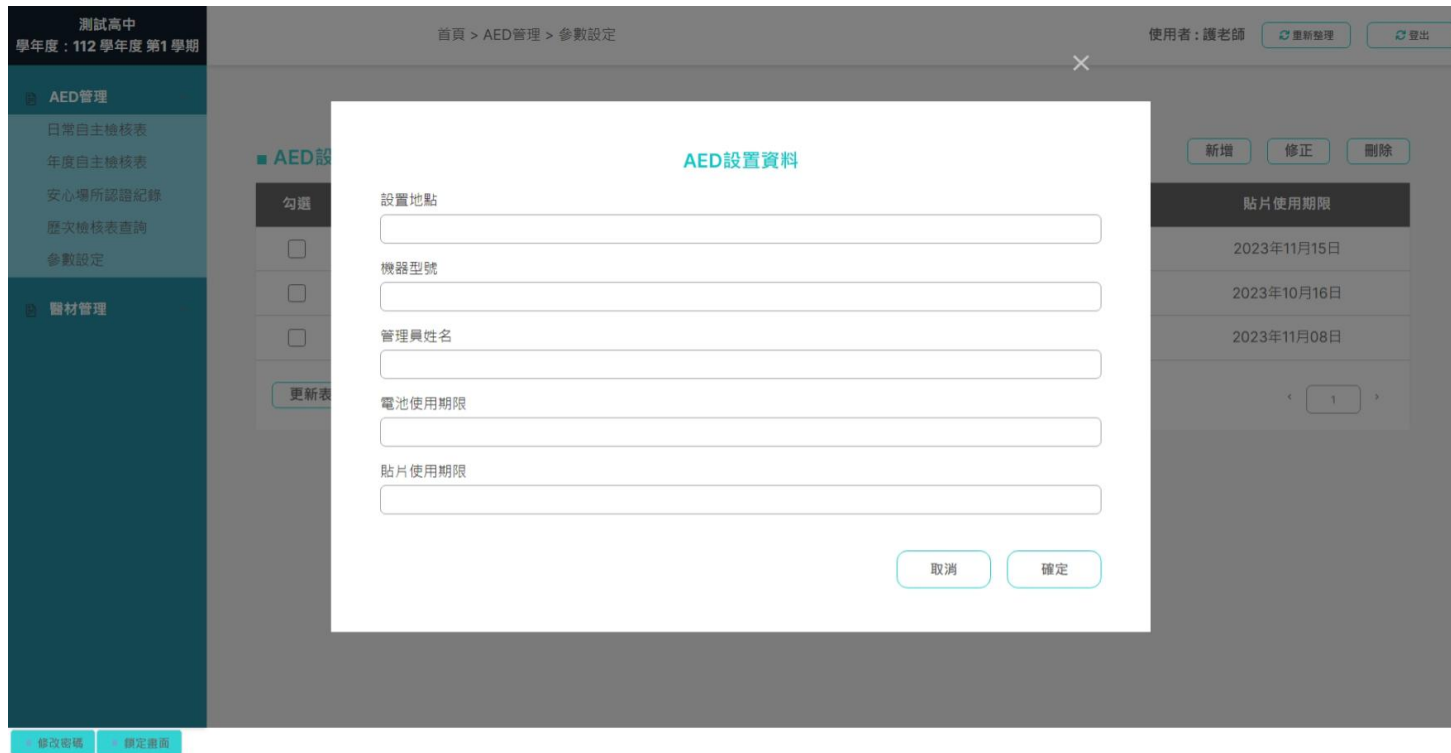 測試高中
學年度：112 學年度 第1 學期
首頁 > AED管理 > 參數設定
使用者 : 護老師
重新整理
登出
AED管理
日常自主檢核表
年度自主檢核表
安心場所認證紀錄
歷次檢核表查詢
參數設定
醫材管理
AED設
新增
修正
刪除
勾選
貼片使用期限
2023年11月15日
2023年10月16日
2023年11月08日
更新表
1
AED設置資料
設置地點
機器型號
管理員姓名
電池使用期限
貼片使用期限
取消
確定
修改密碼
鎖定畫面